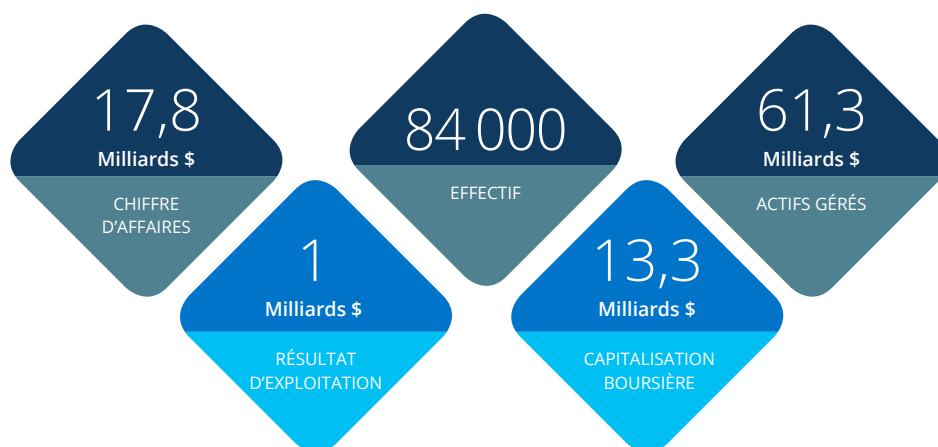 17,8
Milliards $
CHIFFRE
D'AFFAIRES
1
Milliards $
RÉSULTAT
D'EXPLOITATION
84 000
EFFECTIF
13,3
Milliards $
CAPITALISATION
BOURSIÈRE
61,3
Milliards $
ACTIFS GÉRÉS